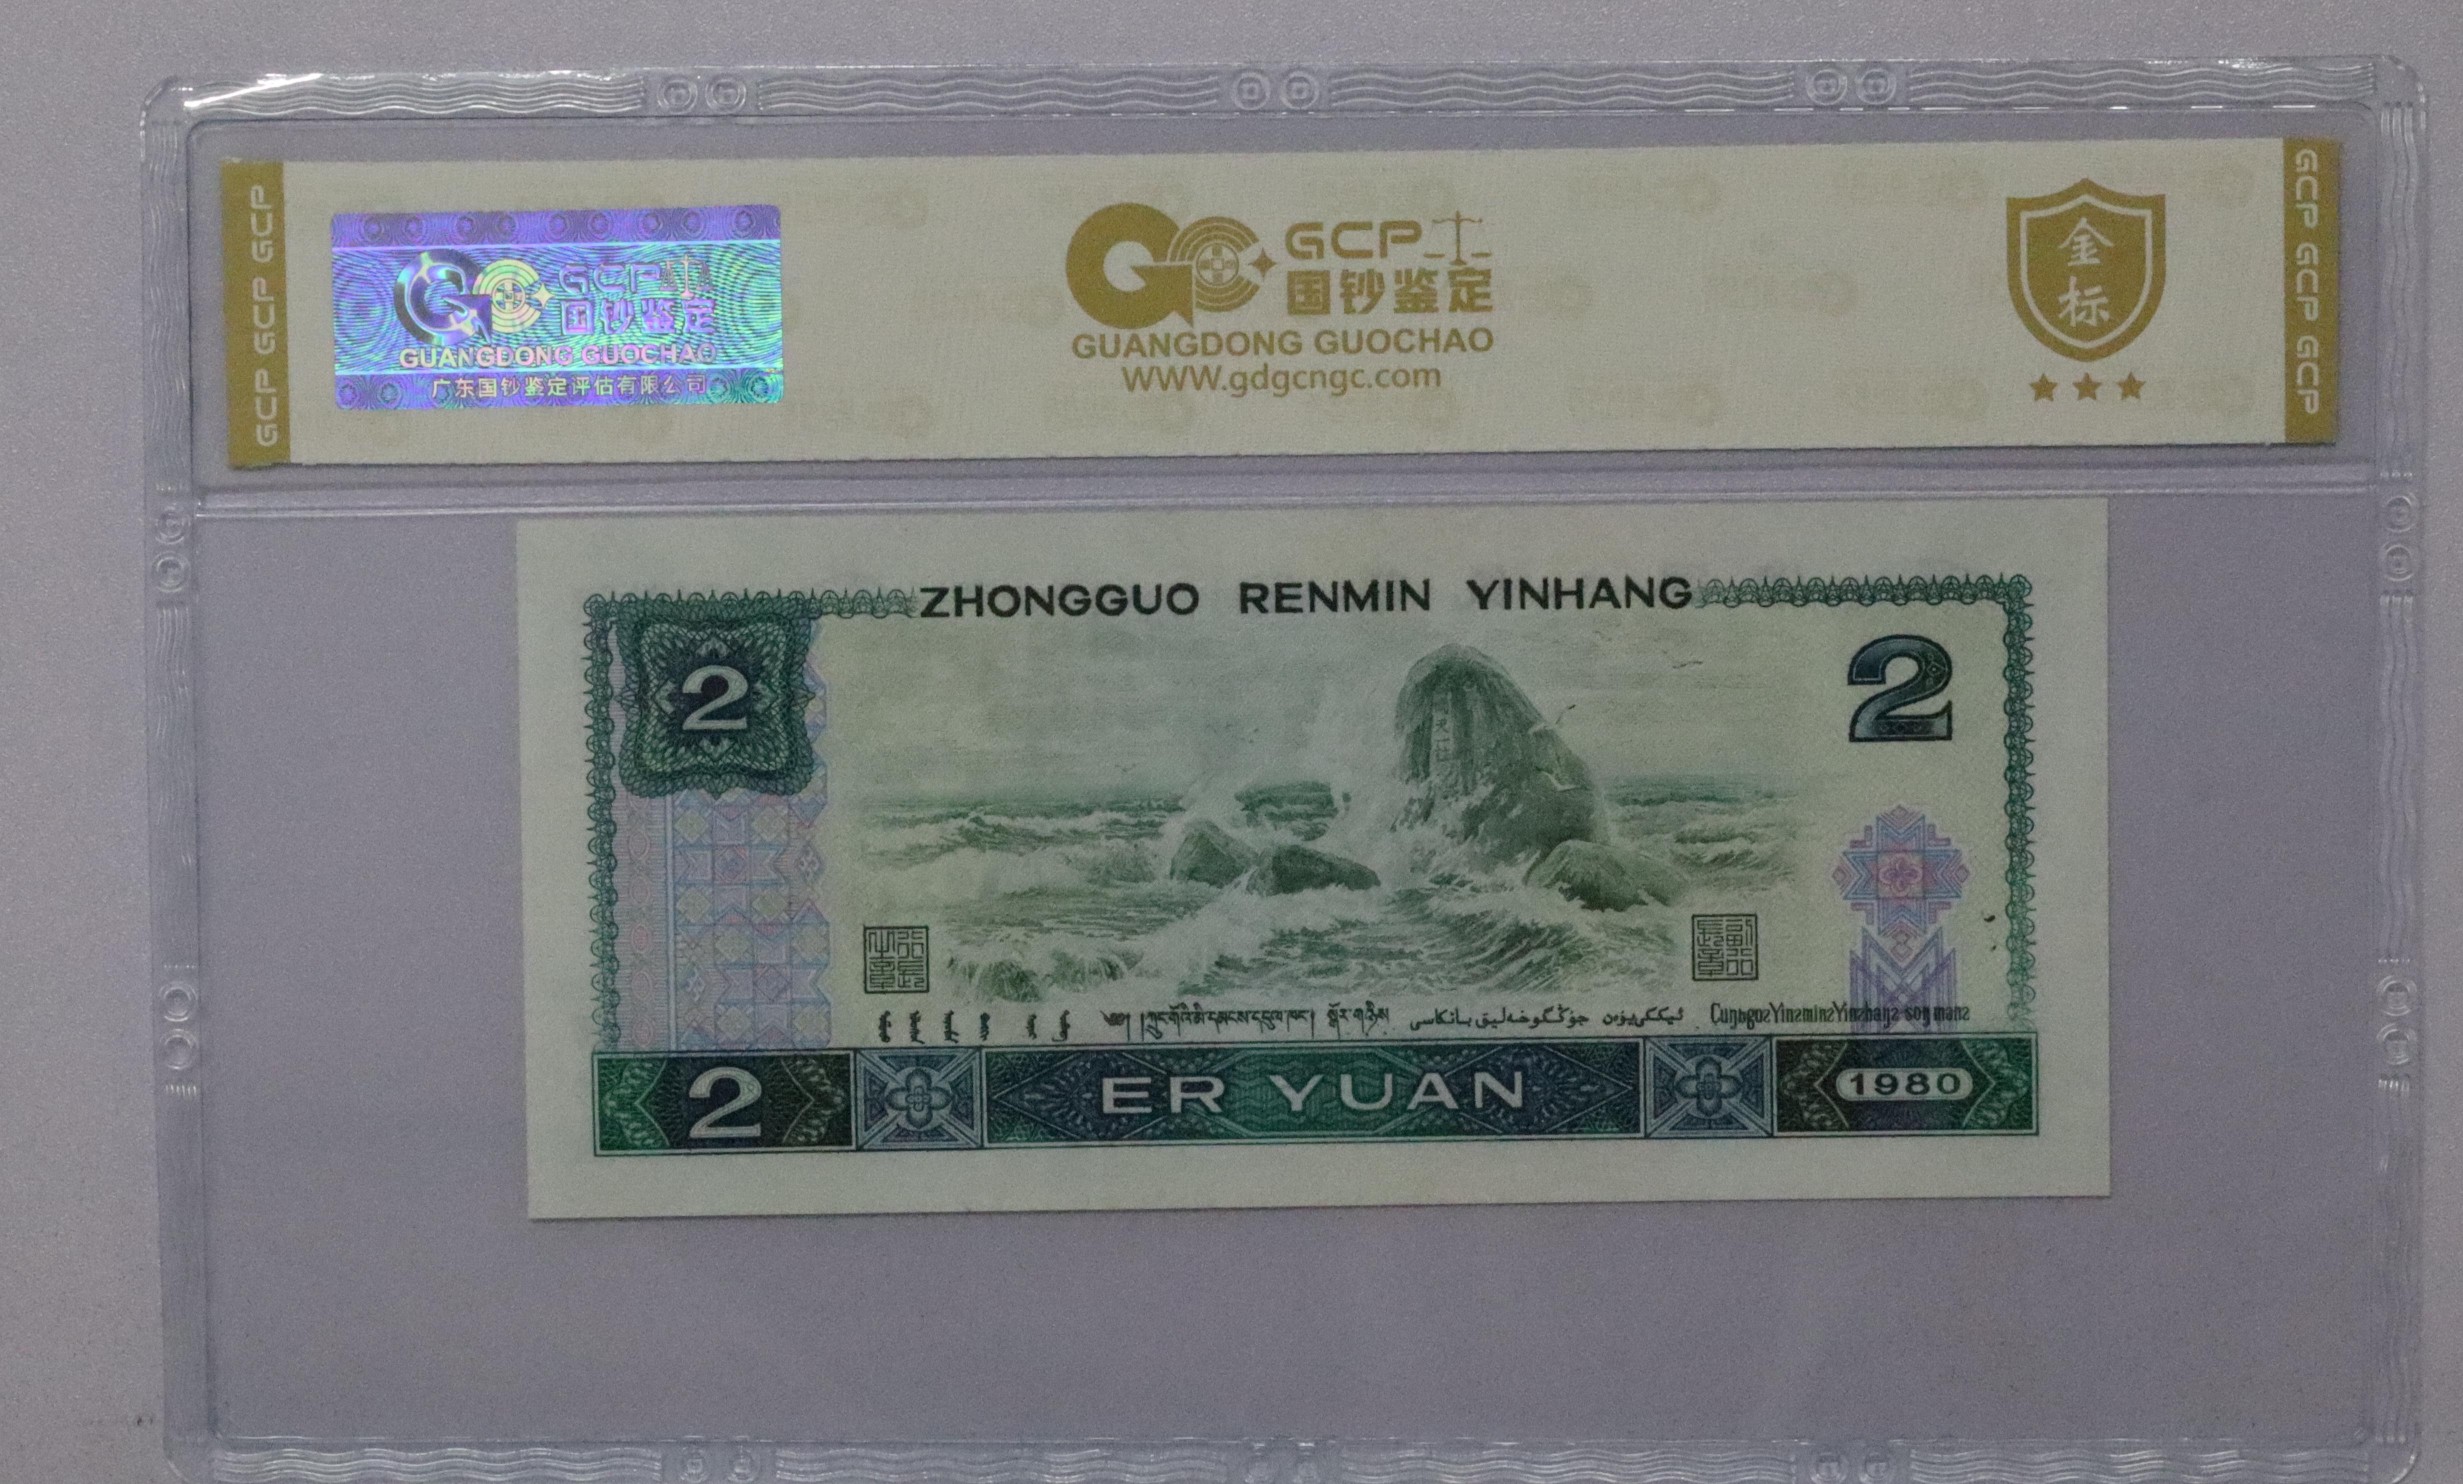 GCP GCP GCP
GCP
国钞鉴定
GUANGDONG GUOCHAO
广东国钞鉴定评估有限公司
GCP
国钞鉴定
GUANGDONG GUOCHAO
WWW.gdgcngc.com
金
标
GCP GCP GCP
ZHONGGUO RENMIN YINHANG
2
2
2
ER YUAN
1980